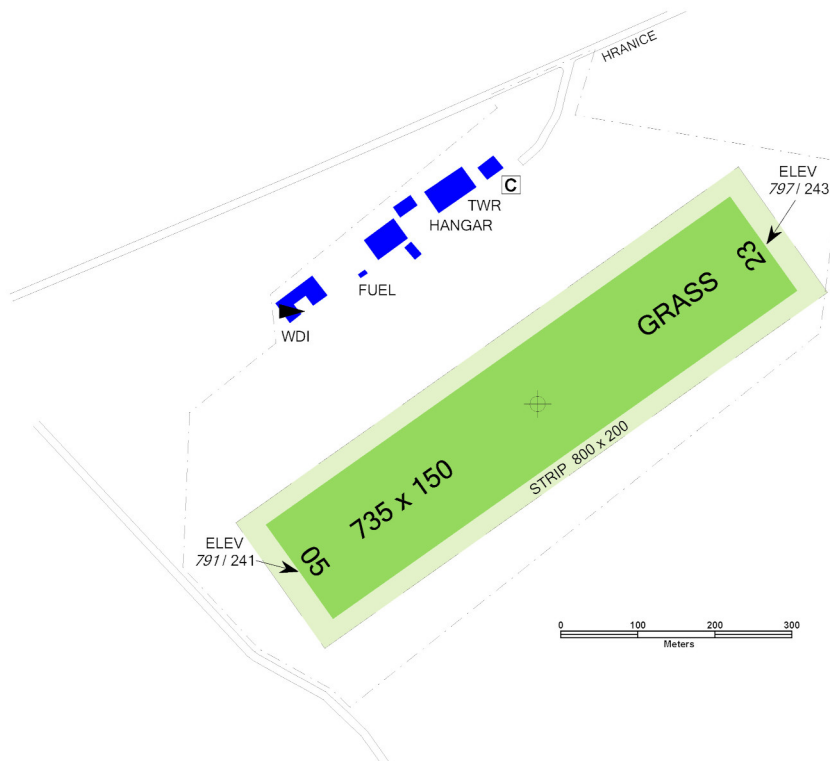 HRANICE
C
TWR
HANGAR
FUEL
WDI
ELEV
797/ 243
23
GRASS
STRIP 800 x 200
735 x 150
05
ELEV
791/ 241
0 100 200 300
Meters